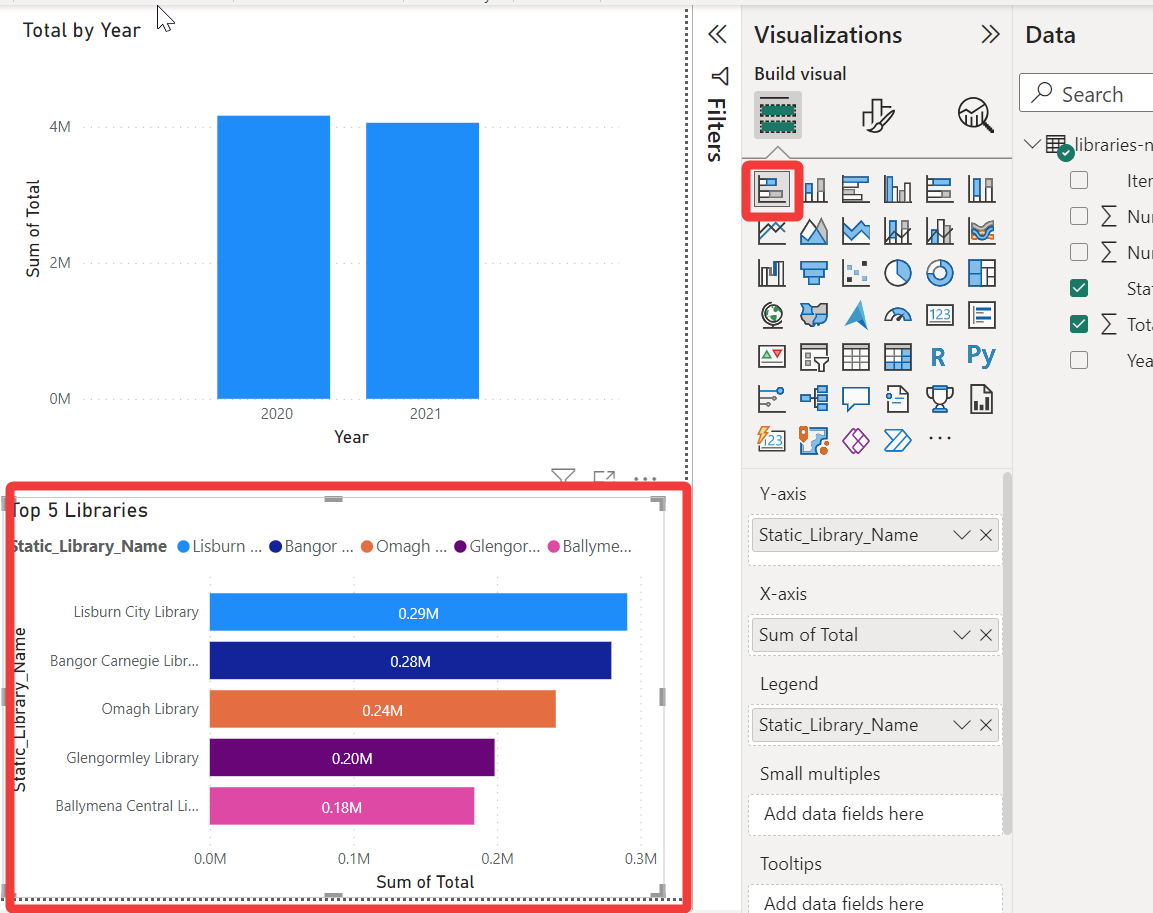 Total by Year
4M
2M
0M
Sum of Total
2020
2021
Year
Top 5 Libraries
Static_Library_Name
Lisburn ...
Bangor ...
Omagh ...
Glengor...
Ballyme...
Static_Library_Name
Lisburn City Library
0.29M
Bangor Carnegie Libr...
0.28M
Omagh Library
0.24M
Glengormley Library
0.20M
Ballymena Central Li...
0.18M
0.0M
0.1M
0.2M
0.3M
Sum of Total
Filters
Visualizations
Build visual
123
R
Py
123
Y-axis
Static_Library_Name
X-axis
Sum of Total
Legend
Static_Library_Name
Small multiples
Add data fields here
Tooltips
Add data fields here
Data
Search
libraries-n
Iter
Nu
Nu
Sta
Tot
Yea